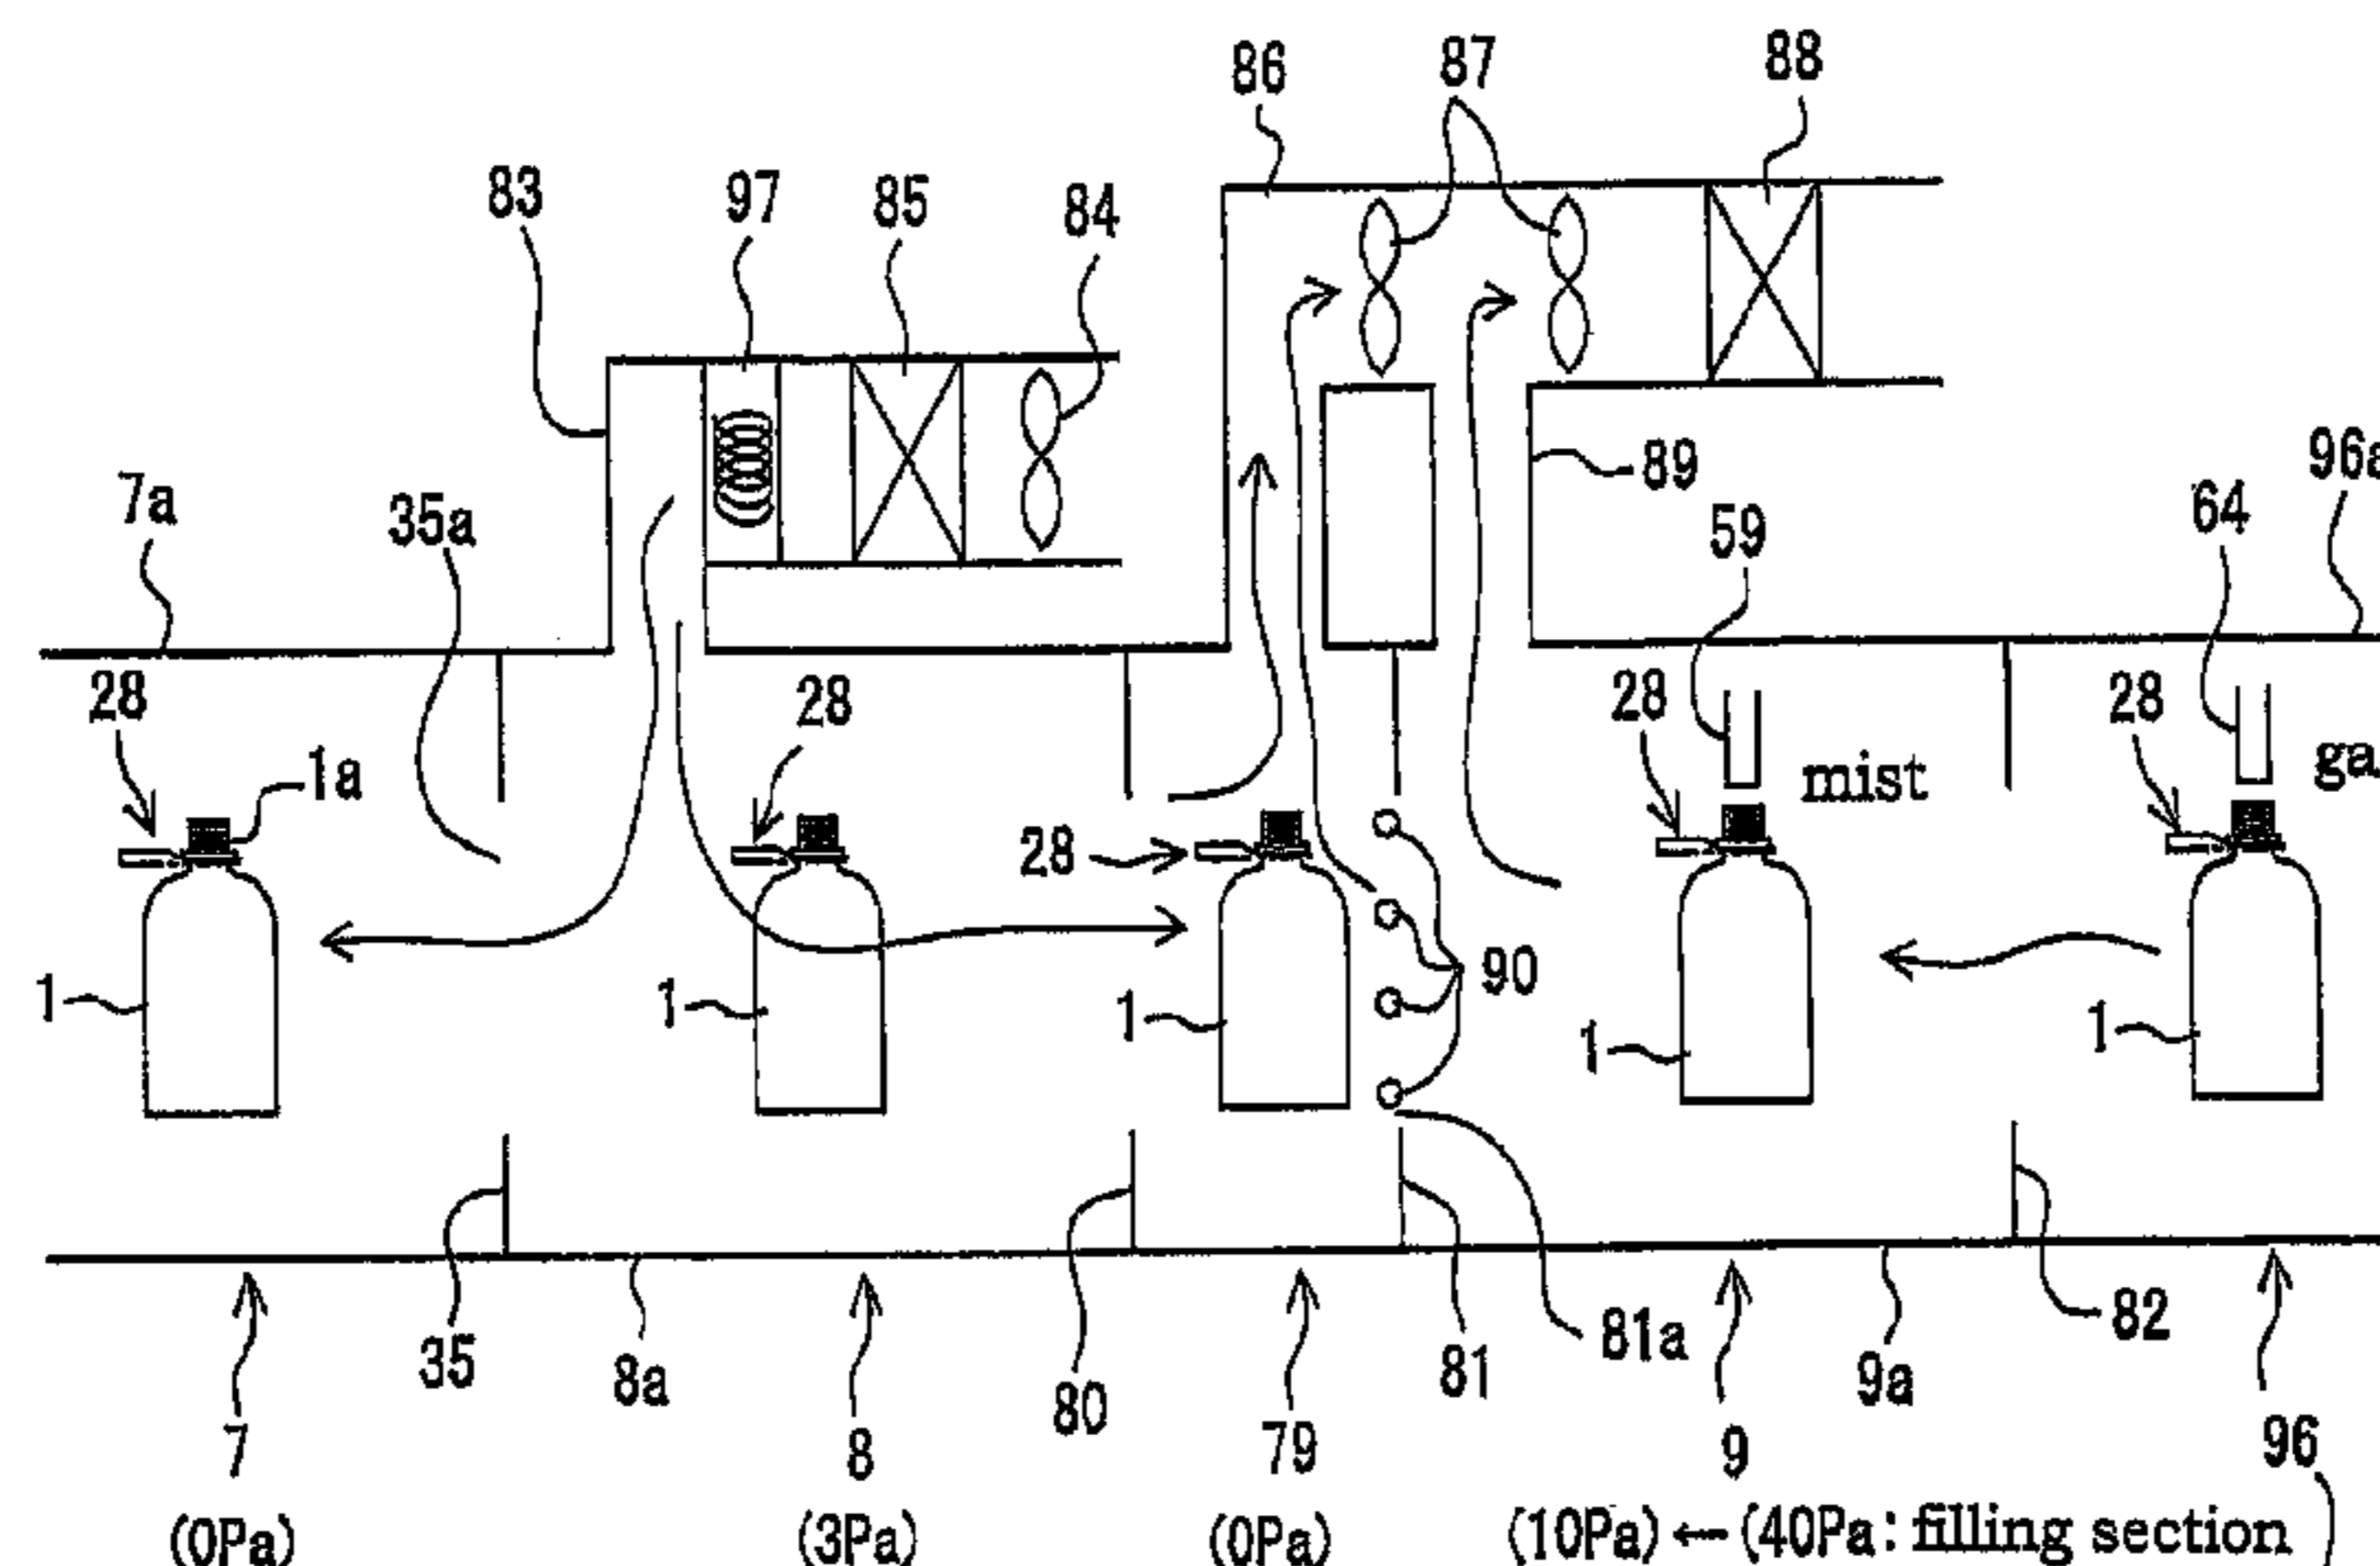 86 87 88
83 97 85 84
7a 35a 89 59 64 96a
28 28 28 28
1a mist
28
90
1 1 1 1 1
35 8a 80 81 81a 9a 82
7 8 79 9 96
(0Pa) (3Pa) (0Pa) (10Pa) ← (40Pa: filling section